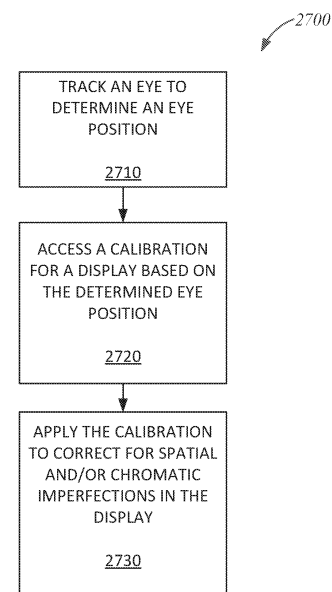 2700
TRACK AN EYE TO
DETERMINE AN EYE
POSITION
2710
ACCESS A CALIBRATION
FOR A DISPLAY BASED ON
THE DETERMINED EYE
POSITION
2720
APPLY THE CALIBRATION
TO CORRECT FOR SPATIAL
AND/OR CHROMATIC
IMPERFECTIONS IN THE
DISPLAY
2730